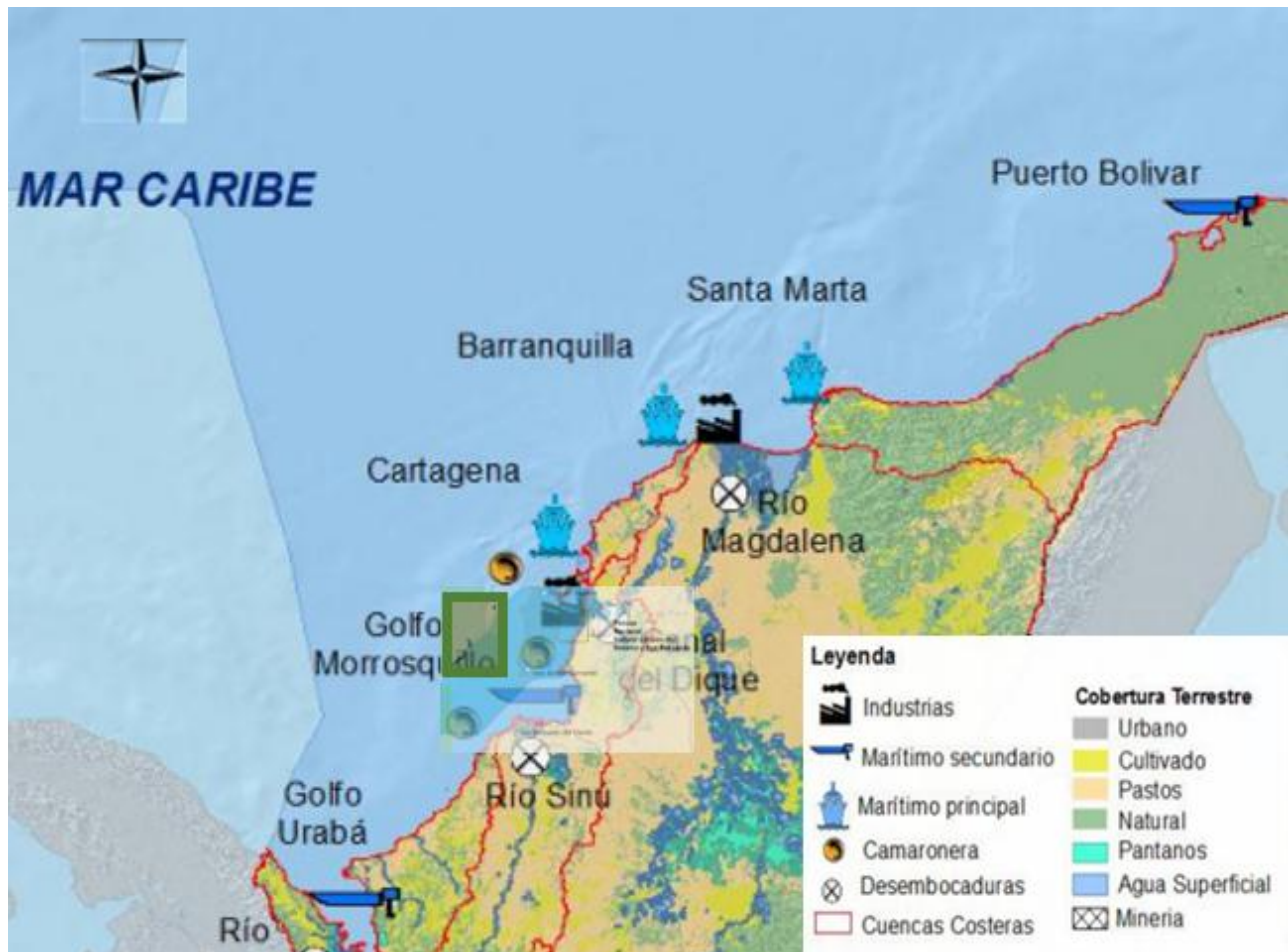 MAR CARIBE
Puerto Bolivar
Santa Marta
Barranquilla
Cartagena
Río
Magdalena
Golfo
Morrosquillo
del Dique
Río Sinú
Golfo
Urabá
Río
Leyenda
Industrias
Marítimo secundario
Marítimo principal
Camaronera
Desembocaduras
Cuencas Costeras
Cobertura Terrestre
Urbano
Cultivado
Pastos
Natural
Pantanos
Agua Superficial
Mineria